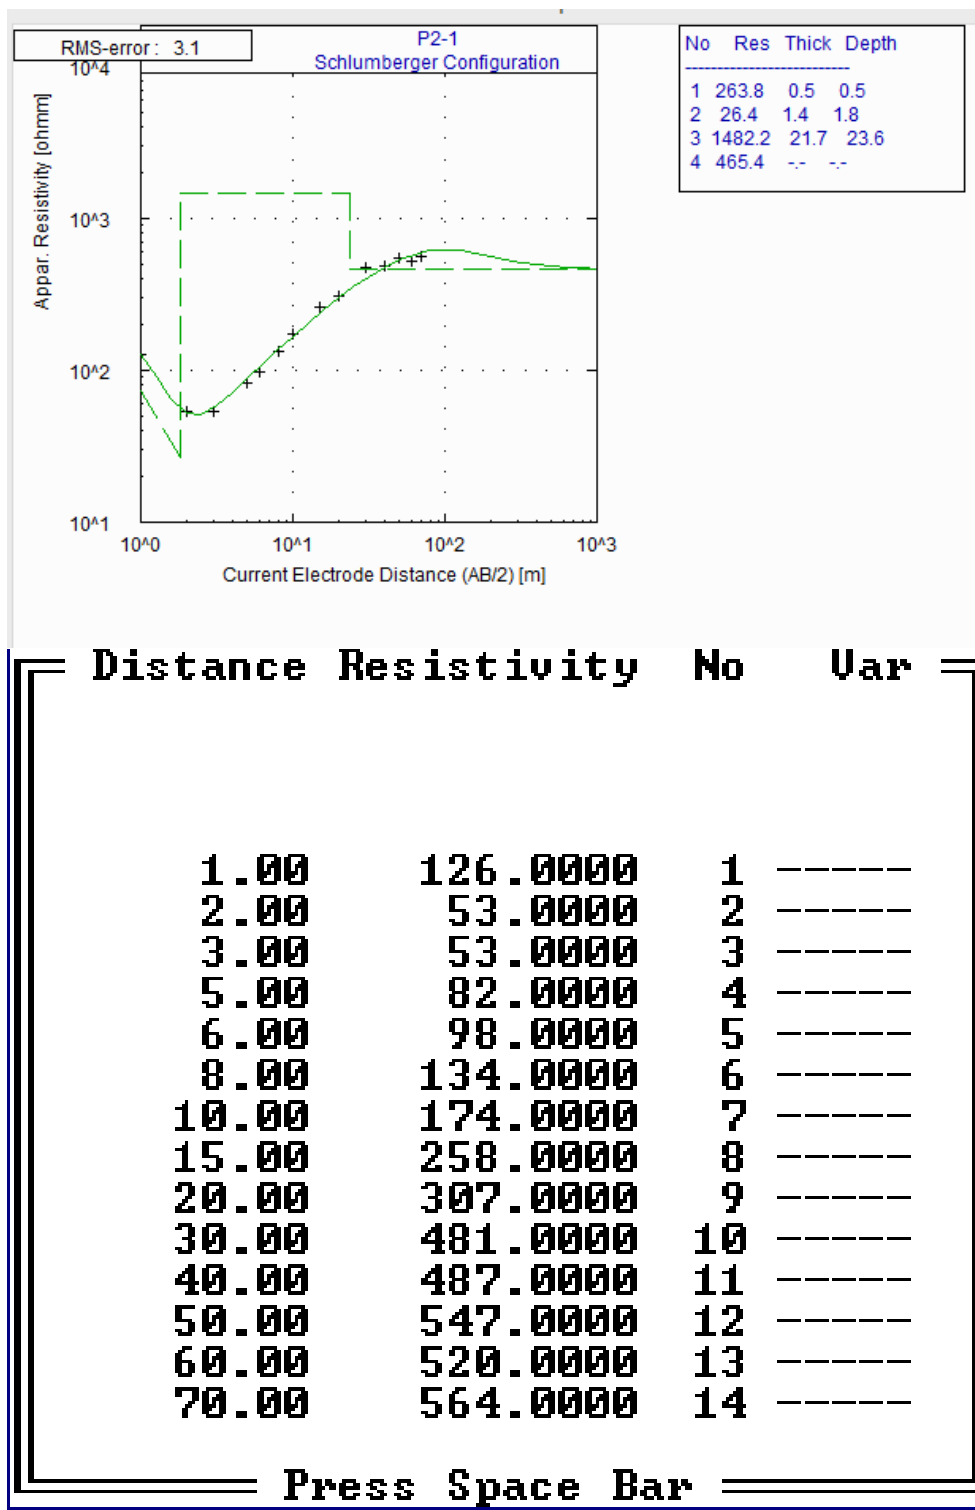 RMS-error : 3.1
P2-1
Schlumberger Configuration
No Res Thick Depth
--------------------------
1 263.8 0.5 0.5
2 26.4 1.4 1.8
3 1482.2 21.7 23.6
4 465.4 -.- -.-
Appar. Resistivity [ohmm]
10^4
10^3
10^2
10^1
10^0 10^1 10^2 10^3
Current Electrode Distance (AB/2) [m]
Distance Resistivity No Var
1.00 126.0000 1 -----
2.00 53.0000 2 -----
3.00 53.0000 3 -----
5.00 82.0000 4 -----
6.00 98.0000 5 -----
8.00 134.0000 6 -----
10.00 174.0000 7 -----
15.00 258.0000 8 -----
20.00 307.0000 9 -----
30.00 481.0000 10 -----
40.00 487.0000 11 -----
50.00 547.0000 12 -----
60.00 520.0000 13 -----
70.00 564.0000 14 -----
Press Space Bar